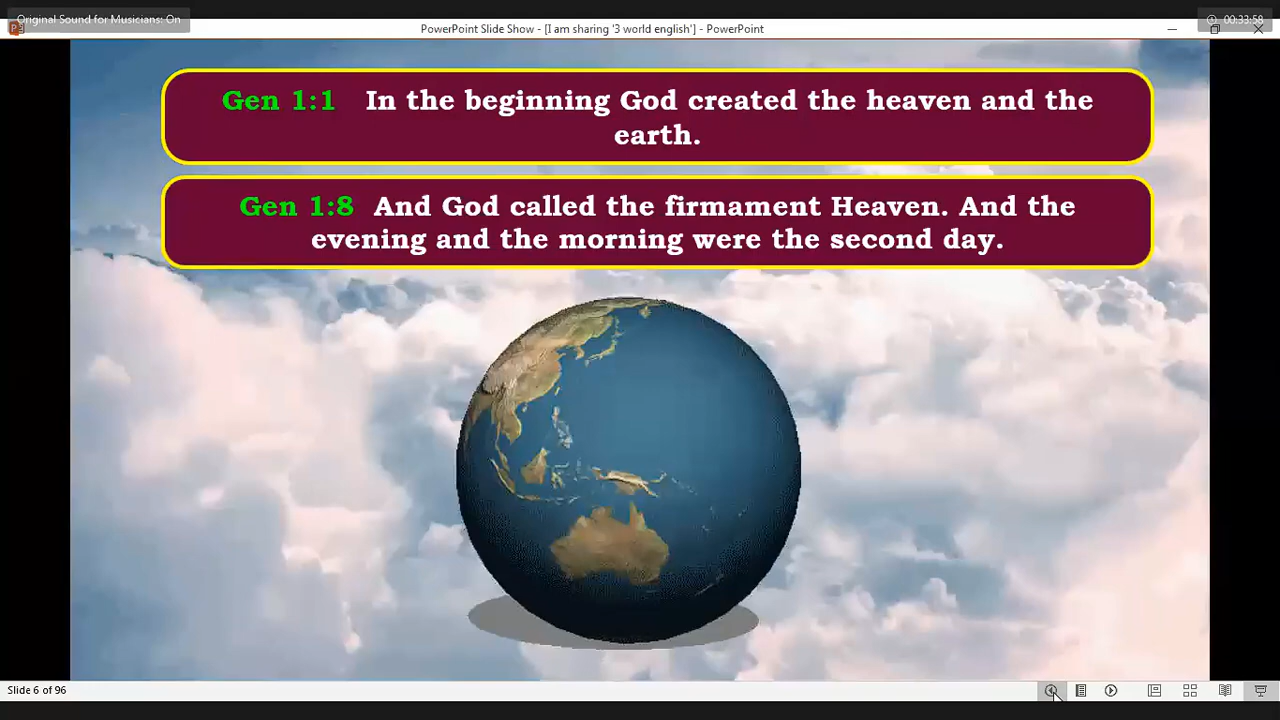 Original Sound for Musicians: On
00:33:58
PowerPoint Slide Show - [I am sharing '3 world english'] - PowerPoint
Gen 1:1 In the beginning God created the heaven and the
earth.
Gen 1:8 And God called the firmament Heaven. And the
evening and the morning were the second day.
Slide 6 of 96